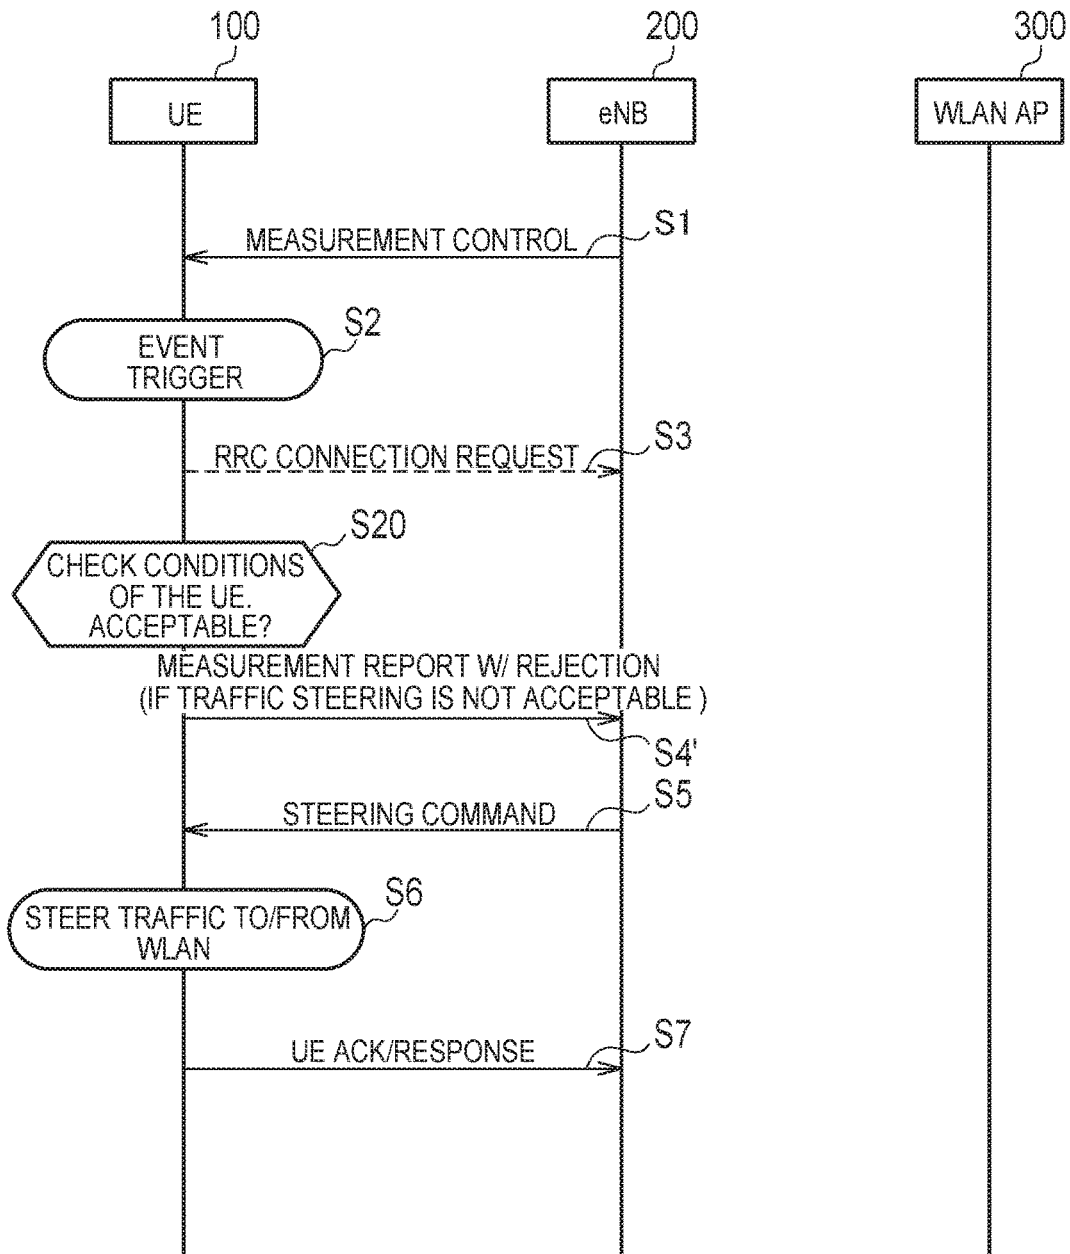 100
200
300
UE
eNB
WLAN AP
S1
MEASUREMENT CONTROL
S2
EVENT
TRIGGER
S3
RRC CONNECTION REQUEST
S20
CHECK CONDITIONS
OF THE UE.
ACCEPTABLE?
MEASUREMENT REPORT W/ REJECTION
(IF TRAFFIC STEERING IS NOT ACCEPTABLE )
S4'
S5
STEERING COMMAND
S6
STEER TRAFFIC TO/FROM
WLAN
S7
UE ACK/RESPONSE